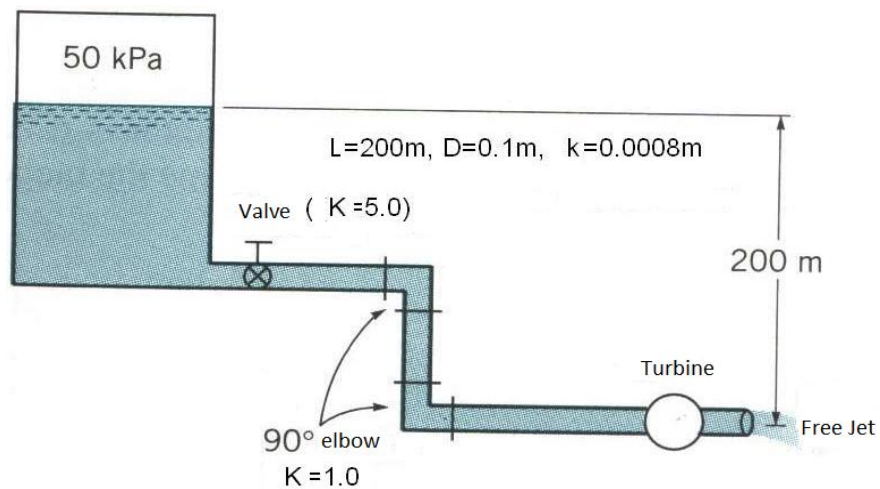 50 kPa
L=200m, D=0.1m, k=0.0008m
Valve ( K =5.0)
200 m
Turbine
Free Jet
90° elbow
K =1.0